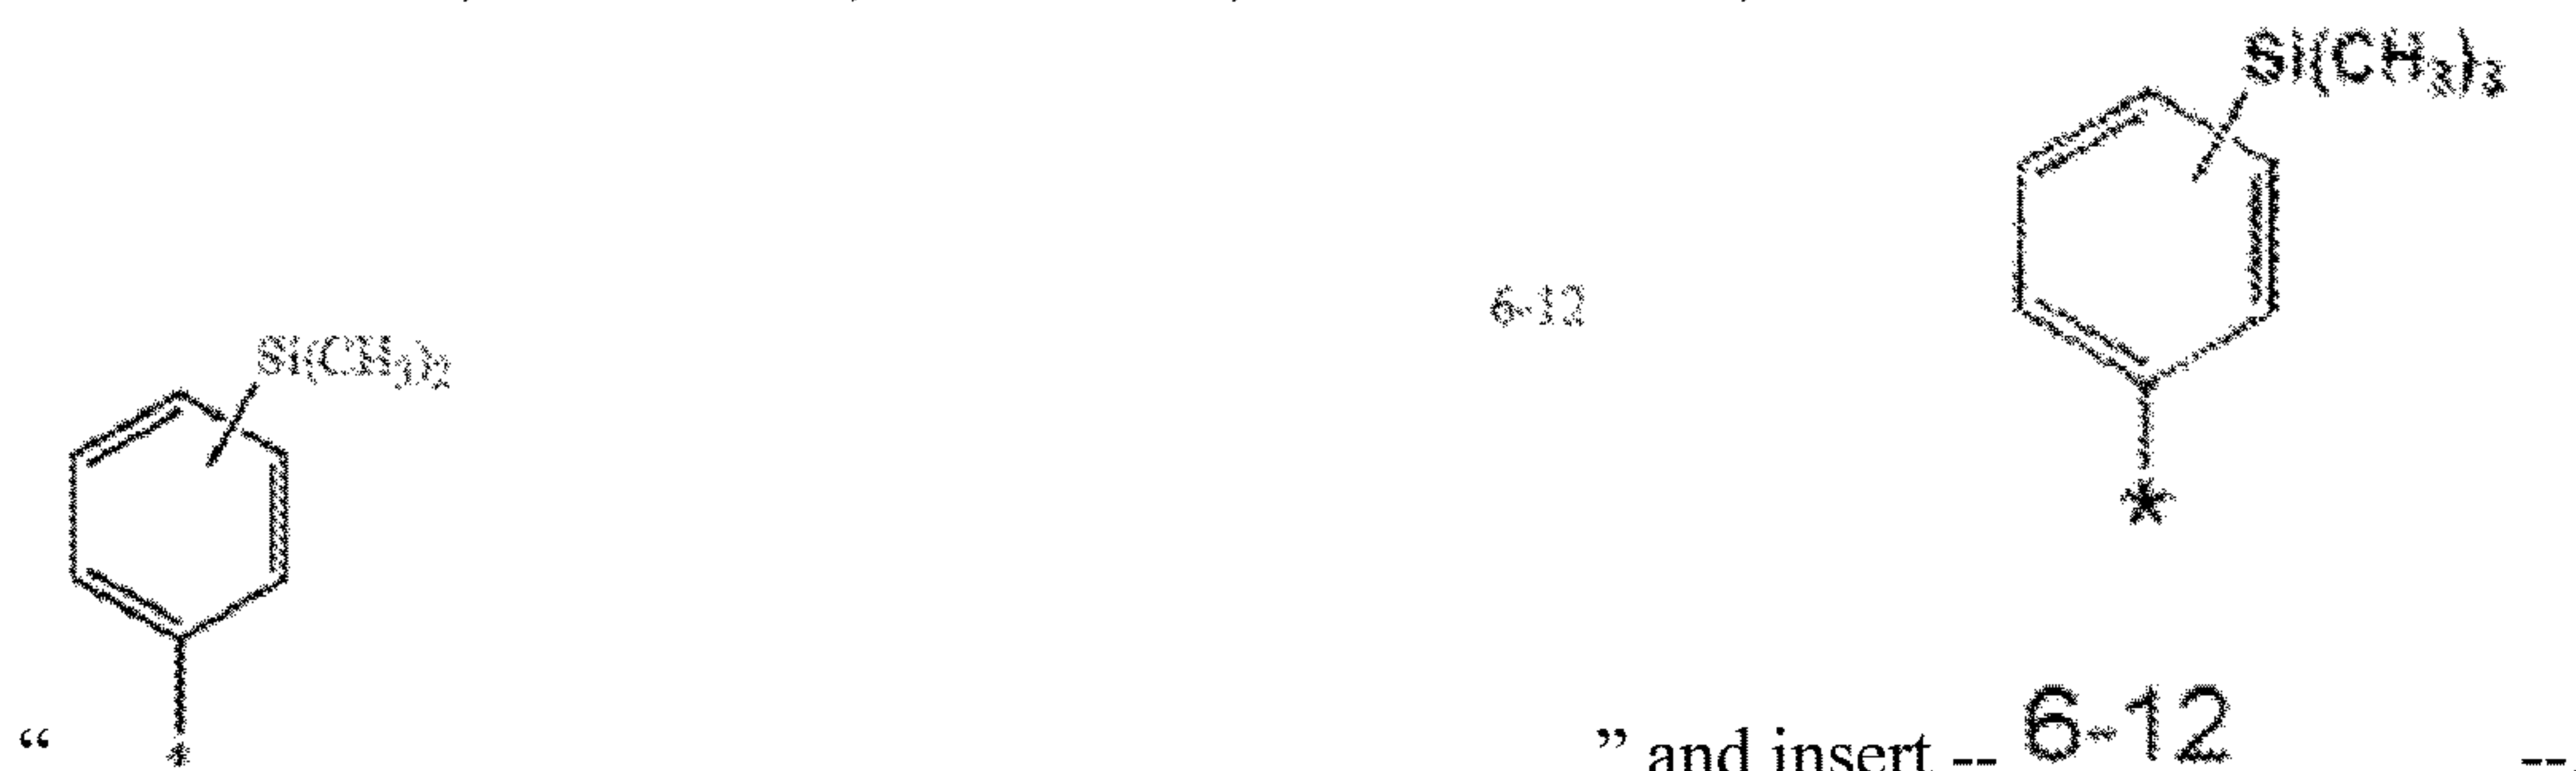 Si(CH3)3
6-12
Si(CH3)2
*
*
“ ” and insert -- 6-12 --